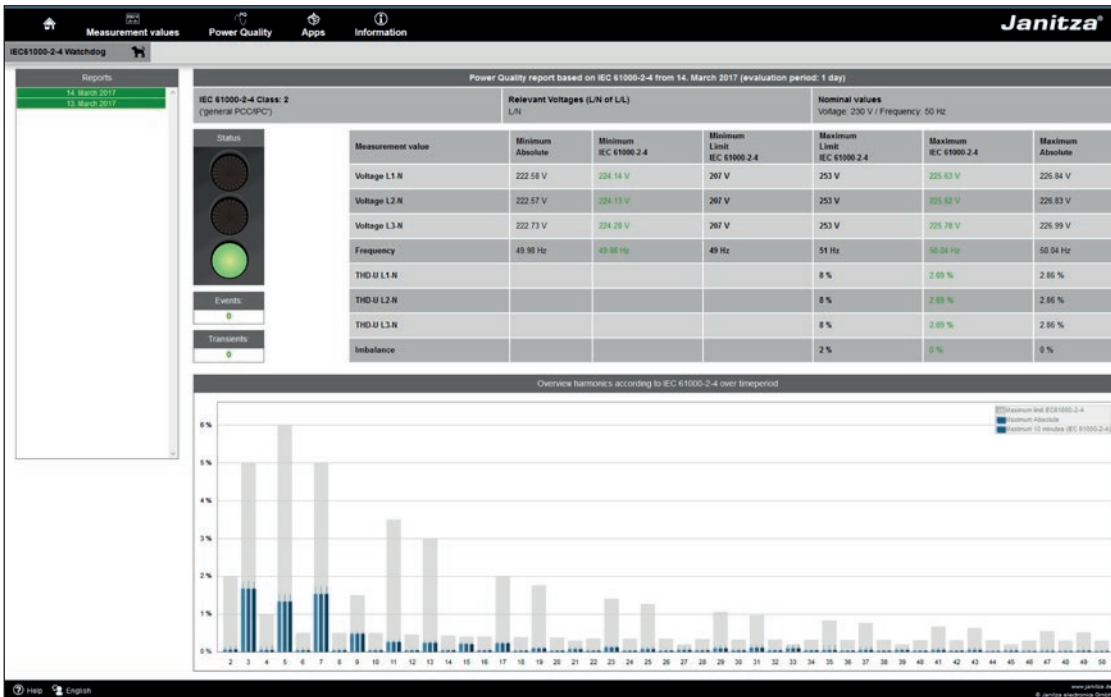 Measurement values
Power Quality
Apps
Information
Janitza®
IEC61000-2-4 Watchdog
Reports
14. March 2017
13. March 2017
Power Quality report based on IEC 61000-2-4 from 14. March 2017 (evaluation period: 1 day)
IEC 61000-2-4 Class: 2
('general PCC/IPC')
Relevant Voltages (L/N of L/L)
L/N
Nominal values
Voltage: 230 V / Frequency: 50 Hz
Status
Events:
0
Transients:
0
Measurement value Minimum Absolute Minimum IEC 61000-2-4 Minimum Limit IEC 61000-2-4 Maximum Limit IEC 61000-2-4 Maximum IEC 61000-2-4 Maximum Absolute
Voltage L1-N 222.58 V 224.14 V 207 V 253 V 225.63 V 226.84 V
Voltage L2-N 222.57 V 224.13 V 207 V 253 V 225.62 V 226.83 V
Voltage L3-N 222.73 V 224.28 V 207 V 253 V 225.78 V 226.99 V
Frequency 49.98 Hz 49.98 Hz 49 Hz 51 Hz 50.04 Hz 50.04 Hz
THD-U L1-N 8 % 2.69 % 2.86 %
THD-U L2-N 8 % 2.69 % 2.86 %
THD-U L3-N 8 % 2.69 % 2.86 %
Imbalance 2 % 0 % 0 %
Overview harmonics according to IEC 61000-2-4 over timeperiod
Maximum limit IEC61000-2-4
Maximum Absolute
Maximum 10 minutes (IEC 61000-2-4)
6 %
5 %
4 %
3 %
2 %
1 %
0 %
2 3 4 5 6 7 8 9 10 11 12 13 14 15 16 17 18 19 20 21 22 23 24 25 26 27 28 29 30 31 32 33 34 35 36 37 38 39 40 41 42 43 44 45 46 47 48 49 50
Help English
www.janitza.de
© Janitza electronics GmbH